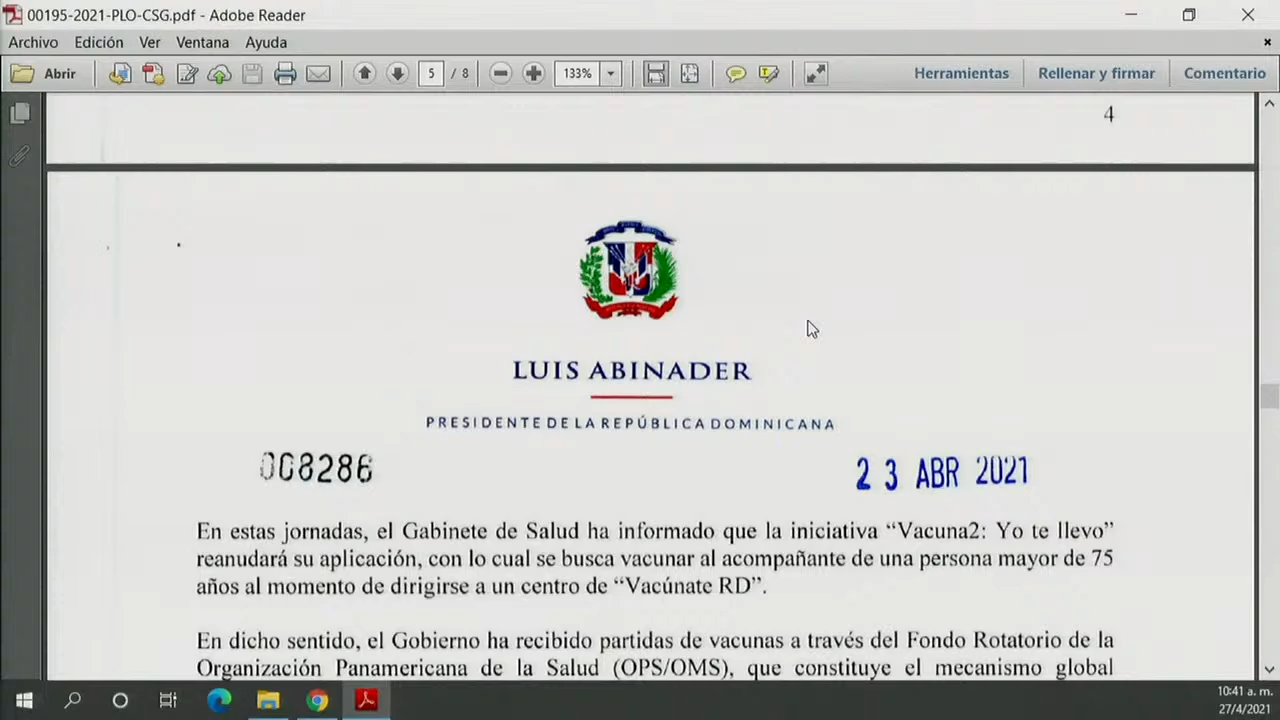 00195-2021-PLO-CSG.pdf - Adobe Reader
Archivo Edición Ver Ventana Ayuda
Abrir 5 / 8 133% Herramientas Rellenar y firmar Comentario
4
LUIS ABINADER
PRESIDENTE DE LA REPÚBLICA DOMINICANA
008286 23 ABR 2021
En estas jornadas, el Gabinete de Salud ha informado que la iniciativa “Vacuna2: Yo te llevo”
reanudará su aplicación, con lo cual se busca vacunar al acompañante de una persona mayor de 75
años al momento de dirigirse a un centro de “Vacúnate RD”.
En dicho sentido, el Gobierno ha recibido partidas de vacunas a través del Fondo Rotatorio de la
Organización Panamericana de la Salud (OPS/OMS), que constituye el mecanismo global
10:41 a. m.
27/4/2021